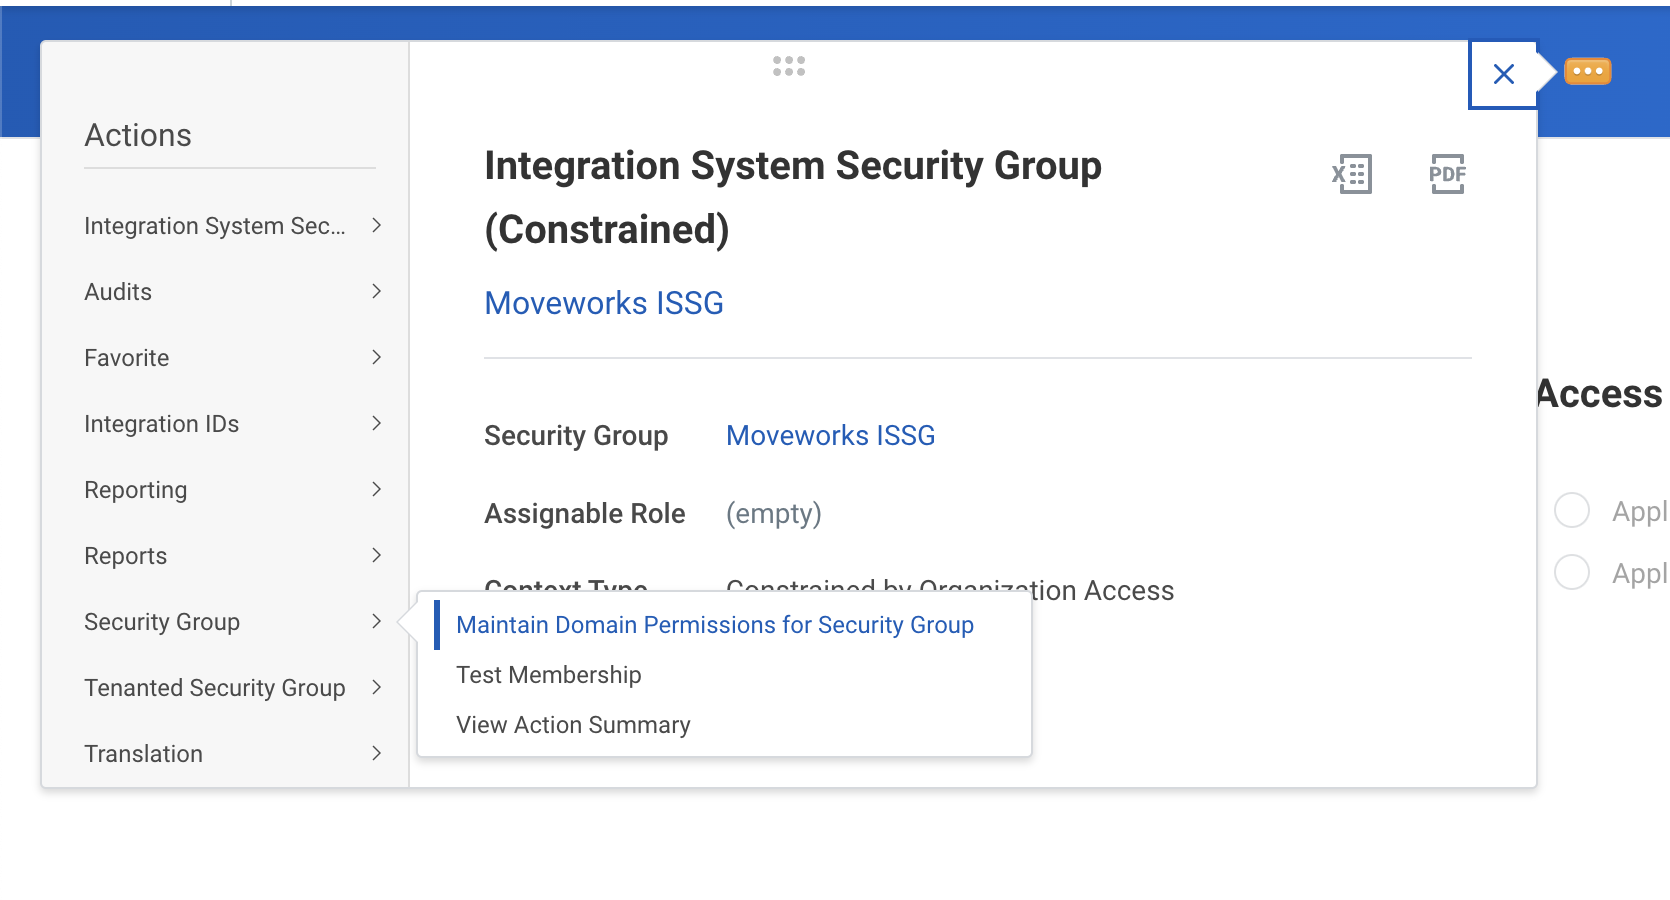 Actions
Integration System Sec...
Audits
Favorite
Integration IDs
Reporting
Reports
Security Group
Tenanted Security Group
Translation
Integration System Security Group
(Constrained)
X
PDF
Moveworks ISSG
Security Group Moveworks ISSG
Assignable Role (empty)
Context Type Constrained by Organization Access
Maintain Domain Permissions for Security Group
Test Membership
View Action Summary
Access
Appl
Appl